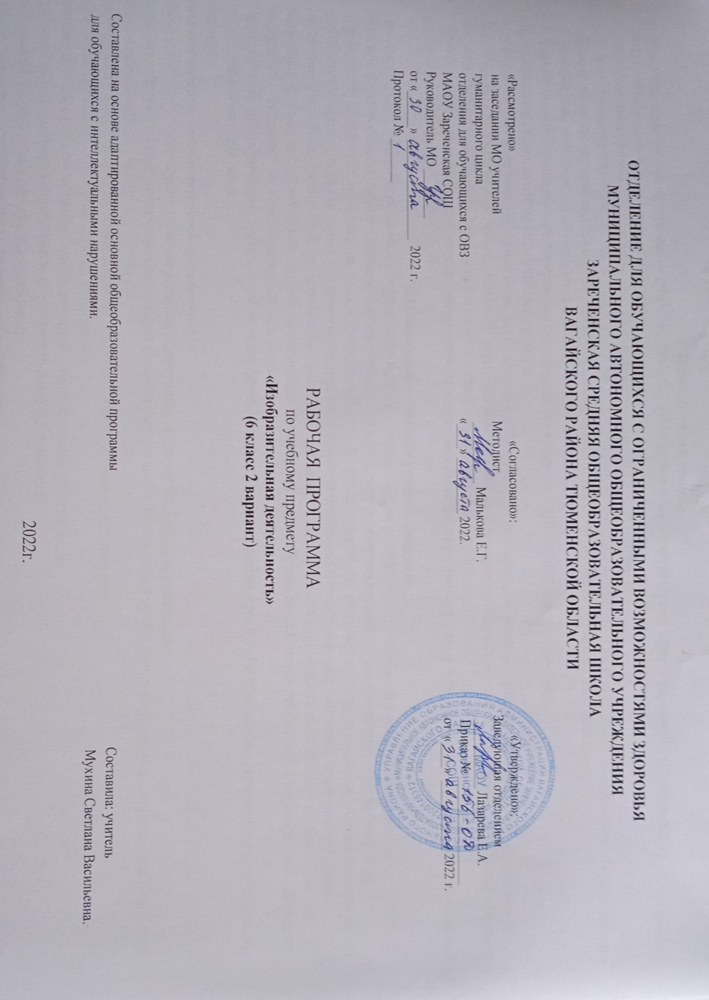 ОТДЕЛЕНИЕ ДЛЯ ОБУЧАЮЩИХСЯ С ОГРАНИЧЕННЫМИ ВОЗМОЖНОСТЯМИ ЗДОРОВЬЯ
МУНИЦИПАЛЬНОГО АВТОНОМНОГО ОБЩЕОБРАЗОВАТЕЛЬНОГО УЧРЕЖДЕНИЯ
ЗАРЕЧЕНСКАЯ СРЕДНЯЯ ОБЩЕОБРАЗОВАТЕЛЬНАЯ ШКОЛА
ВАГАЙСКОГО РАЙОНА ТЮМЕНСКОЙ ОБЛАСТИ
«Рассмотрено»
на заседании МО учителей
гуманитарного цикла
отделения для обучающихся с ОВЗ
МАОУ Зареченская СОШ
Руководитель МО
от « 30 » августа 2022 г.
Протокол № 1
«Согласовано»:
Методист
Малькова Е.Г.
« 31 » августа 2022.
«Утверждено»:
Заведующая отделением
Лазарева Е.А.
Приказ № 156-ОД
от « 31 » августа 2022 г.
РАБОЧАЯ ПРОГРАММА
по учебному предмету
«Изобразительная деятельность»
(6 класс 2 вариант)
Составлена на основе адаптированной основной общеобразовательной программы
для обучающихся с интеллектуальными нарушениями.
Составила: учитель
Мухина Светлана Васильевна.
2022г.